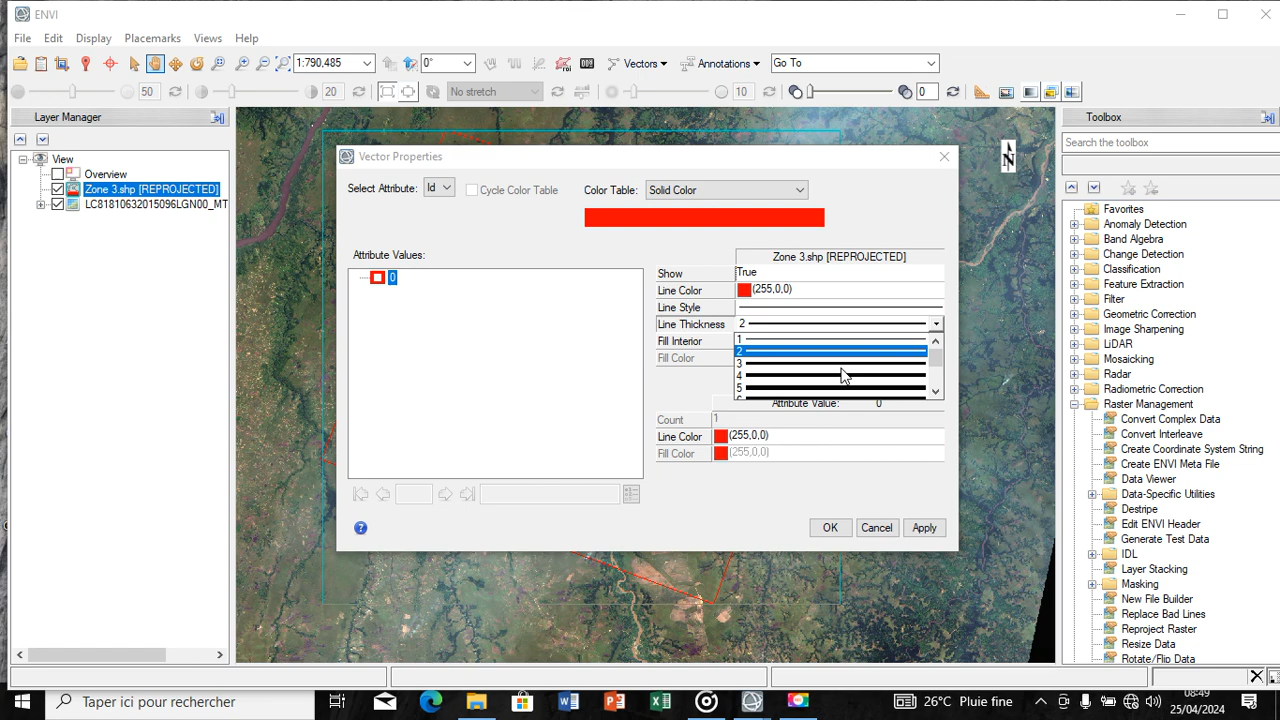 ENVI
File Edit Display Placemarks Views Help
1:790,485 0° Vectors Annotations Go To
50 20 No stretch 10 0
Layer Manager
View
Overview
Zone 3.shp [REPROJECTED]
LC81810632015096LGN00_MT
N
Vector Properties
Select Attribute: Id Cycle Color Table Color Table: Solid Color
Attribute Values:
0
Zone 3.shp [REPROJECTED]
Show True
Line Color (255,0,0)
Line Style
Line Thickness 2
Fill Interior
Fill Color
1
2
3
4
5
Attribute Value: 0
Count 1
Line Color (255,0,0)
Fill Color (255,0,0)
OK Cancel Apply
Toolbox
Search the toolbox
Favorites
Anomaly Detection
Band Algebra
Change Detection
Classification
Feature Extraction
Filter
Geometric Correction
Image Sharpening
LiDAR
Mosaicking
Radar
Radiometric Correction
Raster Management
Convert Complex Data
Convert Interleave
Create Coordinate System String
Create ENVI Meta File
Data Viewer
Data-Specific Utilities
Destripe
Edit ENVI Header
Generate Test Data
IDL
Layer Stacking
Masking
New File Builder
Replace Bad Lines
Reproject Raster
Resize Data
Rotate/Flip Data
Taper ici pour rechercher
26°C Pluie fine
08:49
25/04/2024